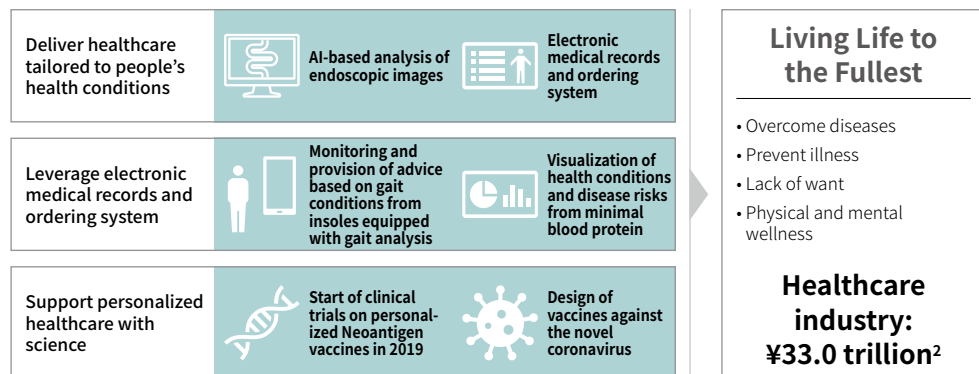 Deliver healthcare
tailored to people's
health conditions
AI-based analysis of
endoscopic images
Electronic
medical records
and ordering
system
Leverage electronic
medical records and
ordering system
Monitoring and
provision of advice
based on gait
conditions from
insoles equipped
with gait analysis
Visualization of
health conditions
and disease risks
from minimal
blood protein
Support personalized
healthcare with
science
Start of clinical
trials on personal-
ized Neoantigen
vaccines in 2019
Design of
vaccines against
the novel
coronavirus
Living Life to
the Fullest
• Overcome diseases
• Prevent illness
• Lack of want
• Physical and mental
wellness
Healthcare
industry:
¥33.0 trillion²